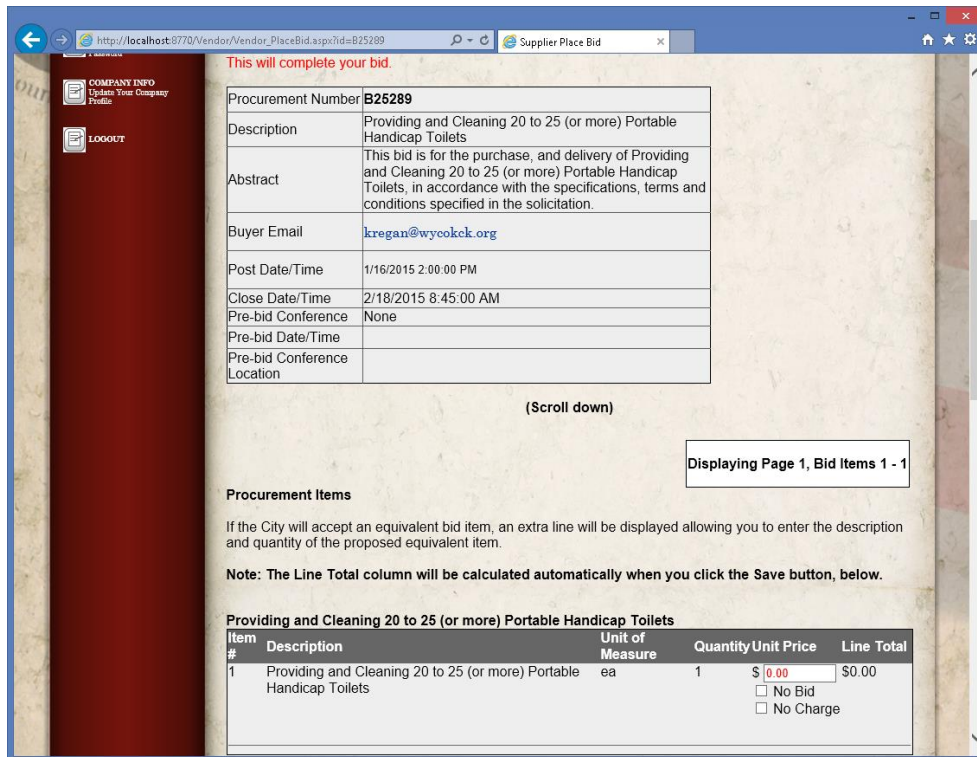 http://localhost:8770/Vendor/Vendor_PlaceBid.aspx?id=B25289
Supplier Place Bid
COMPANY INFO
Update Your Company
Profile
LOGOUT
This will complete your bid.
Procurement Number B25289
Description Providing and Cleaning 20 to 25 (or more) Portable
Handicap Toilets
Abstract This bid is for the purchase, and delivery of Providing
and Cleaning 20 to 25 (or more) Portable Handicap
Toilets, in accordance with the specifications, terms and
conditions specified in the solicitation.
Buyer Email kregan@wycokck.org
Post Date/Time 1/16/2015 2:00:00 PM
Close Date/Time 2/18/2015 8:45:00 AM
Pre-bid Conference None
Pre-bid Date/Time
Pre-bid Conference
Location
(Scroll down)
Displaying Page 1, Bid Items 1 - 1
Procurement Items
If the City will accept an equivalent bid item, an extra line will be displayed allowing you to enter the description
and quantity of the proposed equivalent item.
Note: The Line Total column will be calculated automatically when you click the Save button, below.
Providing and Cleaning 20 to 25 (or more) Portable Handicap Toilets
Item # Description Unit of Measure Quantity Unit Price Line Total
1 Providing and Cleaning 20 to 25 (or more) Portable Handicap Toilets ea 1 $ 0.00 $0.00
No Bid
No Charge